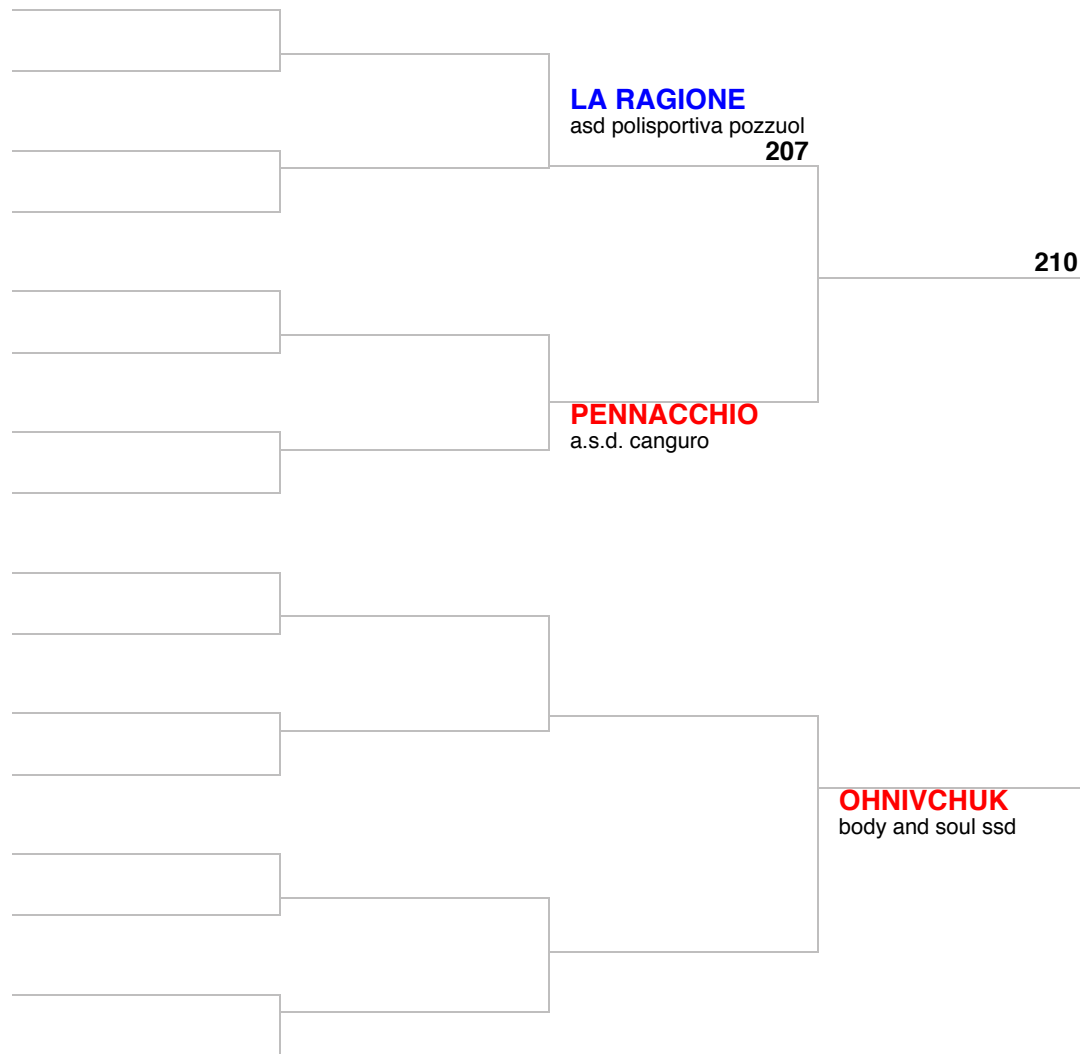 LA RAGIONE
asd polisportiva pozzuol
207
210
PENNACCHIO
a.s.d. canguro
OHNIVCHUK
body and soul ssd